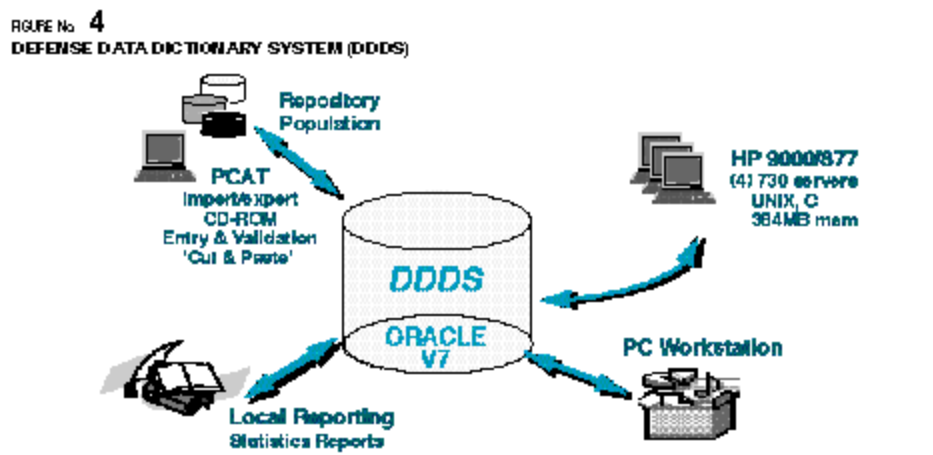 FIGURE No. 4
DEFENSE DATA DICTIONARY SYSTEM (DDDS)
Repository
Population
PCAT
Import/export
CD-ROM
Entry & Validation
'Cut & Paste'
HP 9000/877
(4) 730 servers
UNIX, C
384MB mem
DDDS
ORACLE
V7
PC Workstation
Local Reporting
Statistics Reports